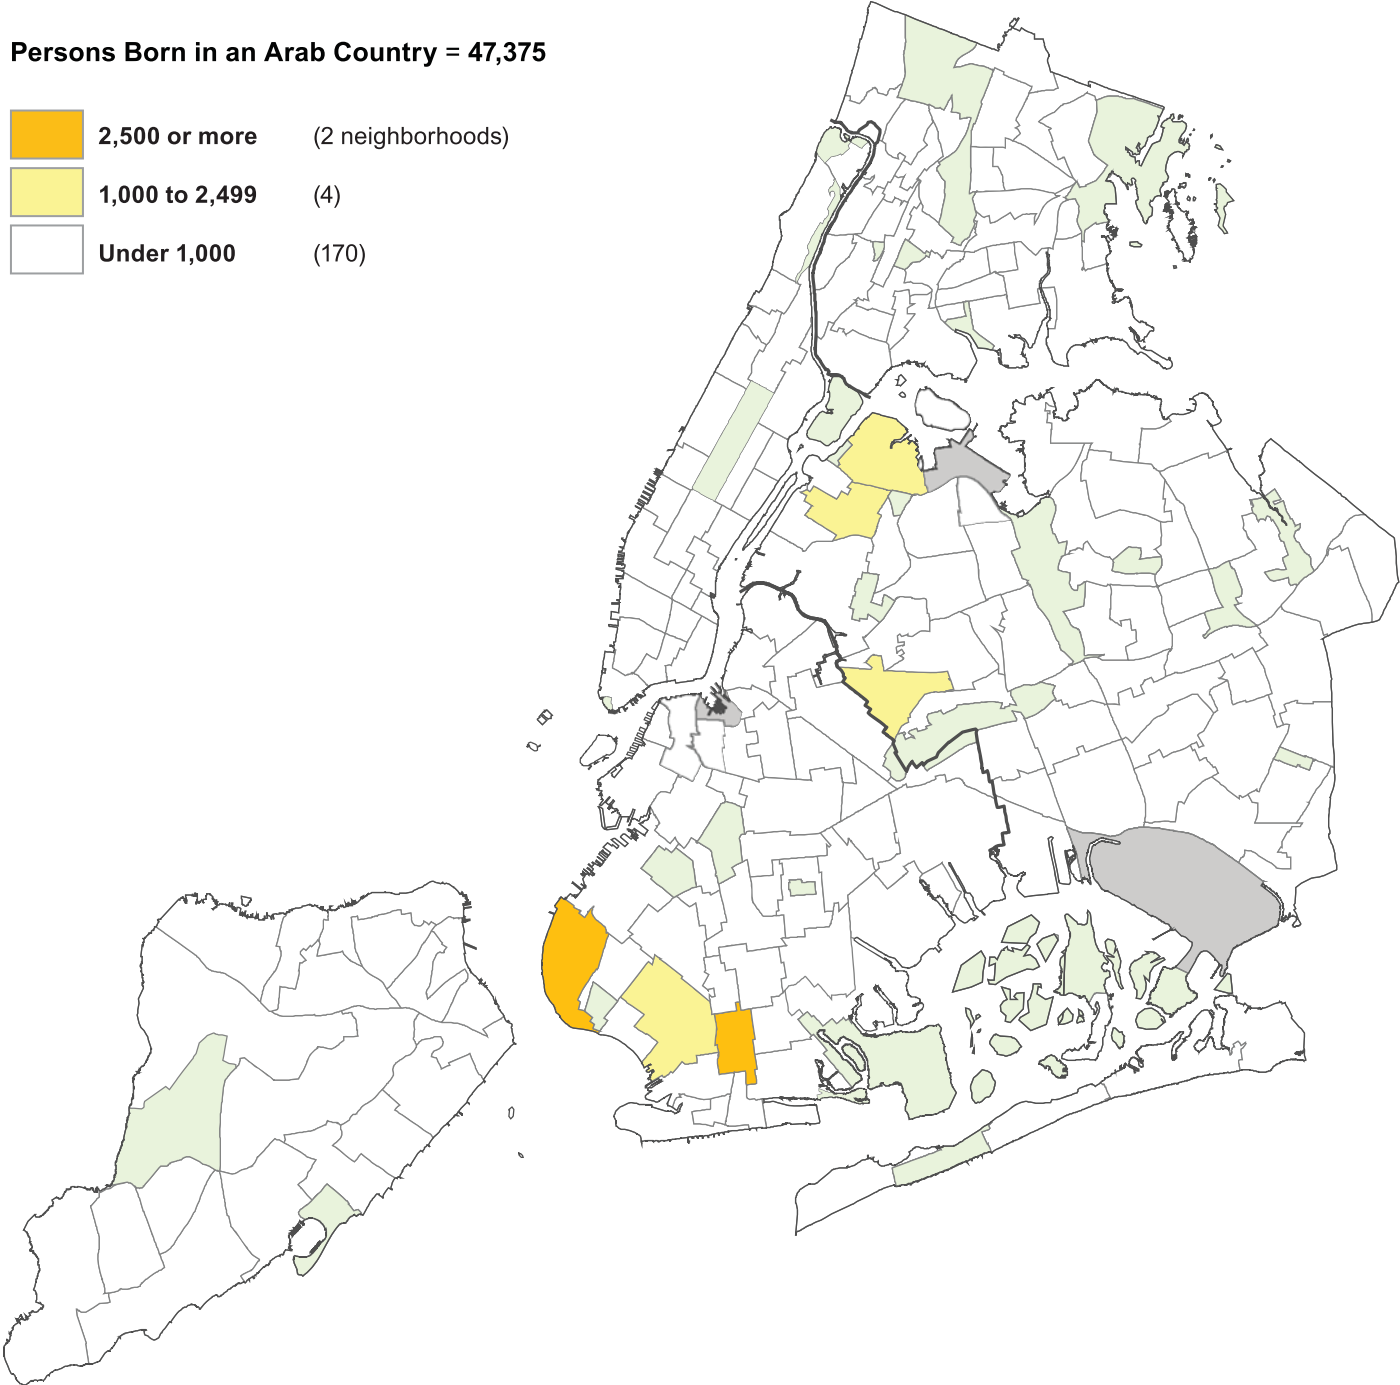 Persons Born in an Arab Country = 47,375
2,500 or more (2 neighborhoods)
1,000 to 2,499 (4)
Under 1,000 (170)